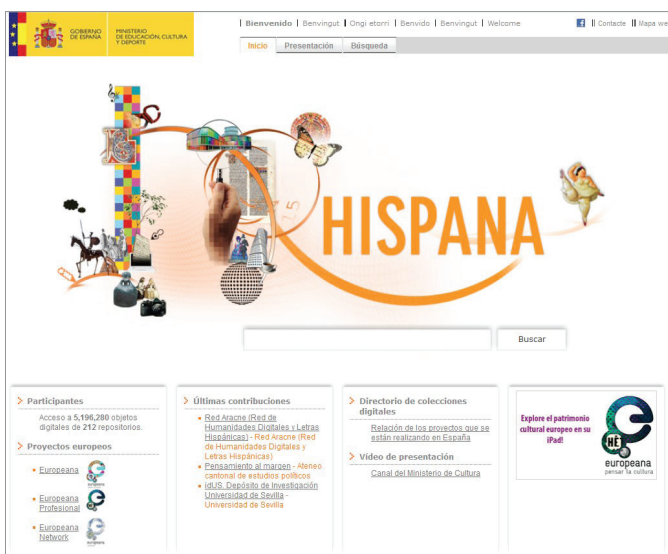 GOBIERNO DE ESPAÑA
MINISTERIO DE EDUCACIÓN, CULTURA Y DEPORTE
Bienvenido | Benvingut | Ongi etorri | Benvido | Benvingut | Welcome
Contacte || Mapa we
Inicio Presentación Búsqueda
15
HISPANA
Buscar
Participantes
Acceso a 5,196,280 objetos
digitales de 212 repositorios.
Proyectos europeos
Europeana
Europeana
Profesional
Europeana
Network
Últimas contribuciones
Red Aracne (Red de
Humanidades Digitales y Letras
Hispánicas) - Red Aracne (Red
de Humanidades Digitales y
Letras Hispánicas)
Pensamiento al margen - Ateneo
cantonal de estudios políticos
idUS. Depósito de Investigación
Universidad de Sevilla -
Universidad de Sevilla
Directorio de colecciones
digitales
Relación de los proyectos que se
están realizando en España
Vídeo de presentación
Canal del Ministerio de Cultura
Explore el patrimonio
cultural europeo en su
iPad!
HÈ!
europeana
pensar la cultura